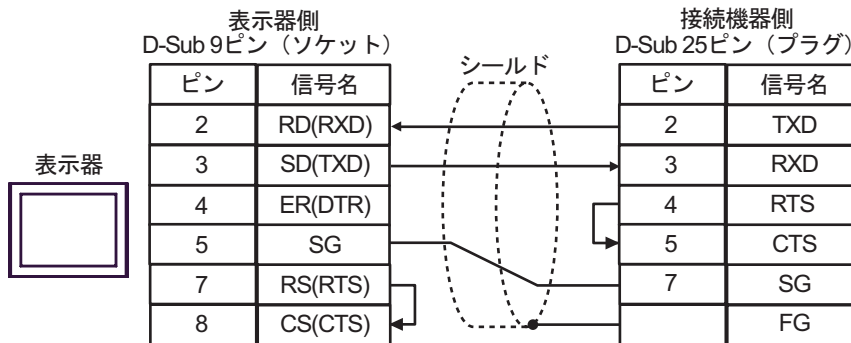 表示器側
D-Sub 9ピン（ソケット）
接続機器側
D-Sub 25ピン（プラグ）
シールド
表示器
ピン 信号名
2 RD(RXD)
3 SD(TXD)
4 ER(DTR)
5 SG
7 RS(RTS)
8 CS(CTS)
ピン 信号名
2 TXD
3 RXD
4 RTS
5 CTS
7 SG
FG